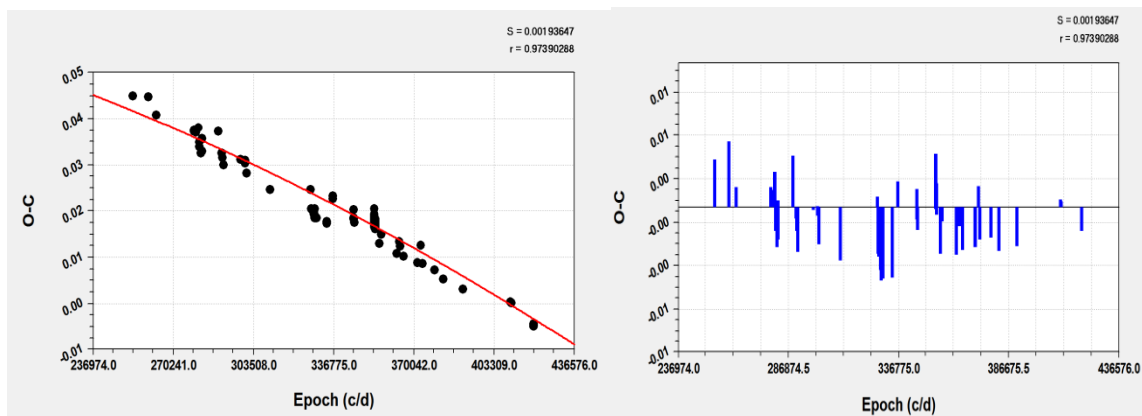 S = 0.00193647
r = 0.97390288
0.05
0.04
0.03
0.02
0.01
0.00
-0.01
O-C
236974.0 270241.0 303508.0 336775.0 370042.0 403309.0 436576.0
Epoch (c/d)
S = 0.00193647
r = 0.97390288
0.01
0.01
0.00
-0.00
-0.00
-0.01
-0.01
O-C
236974.0 286874.5 336775.0 386675.5 436576.0
Epoch (c/d)